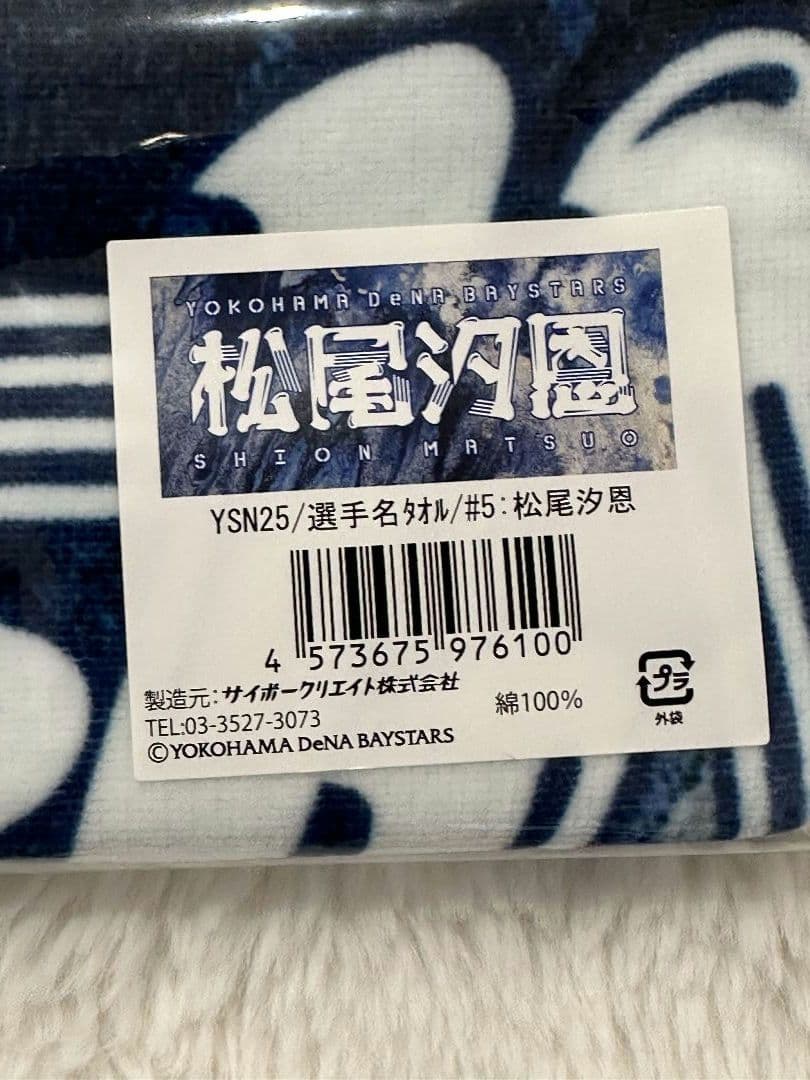 YOKOHAMA DeNA BAYSTARS
松尾汐恩
SHION MATSUO
YSN25/選手名ﾀｵﾙ/#5:松尾汐恩
4 573675 976100
製造元:サイボークリエイト株式会社
綿100%
TEL:03-3527-3073
©YOKOHAMA DeNA BAYSTARS
プラ
外袋